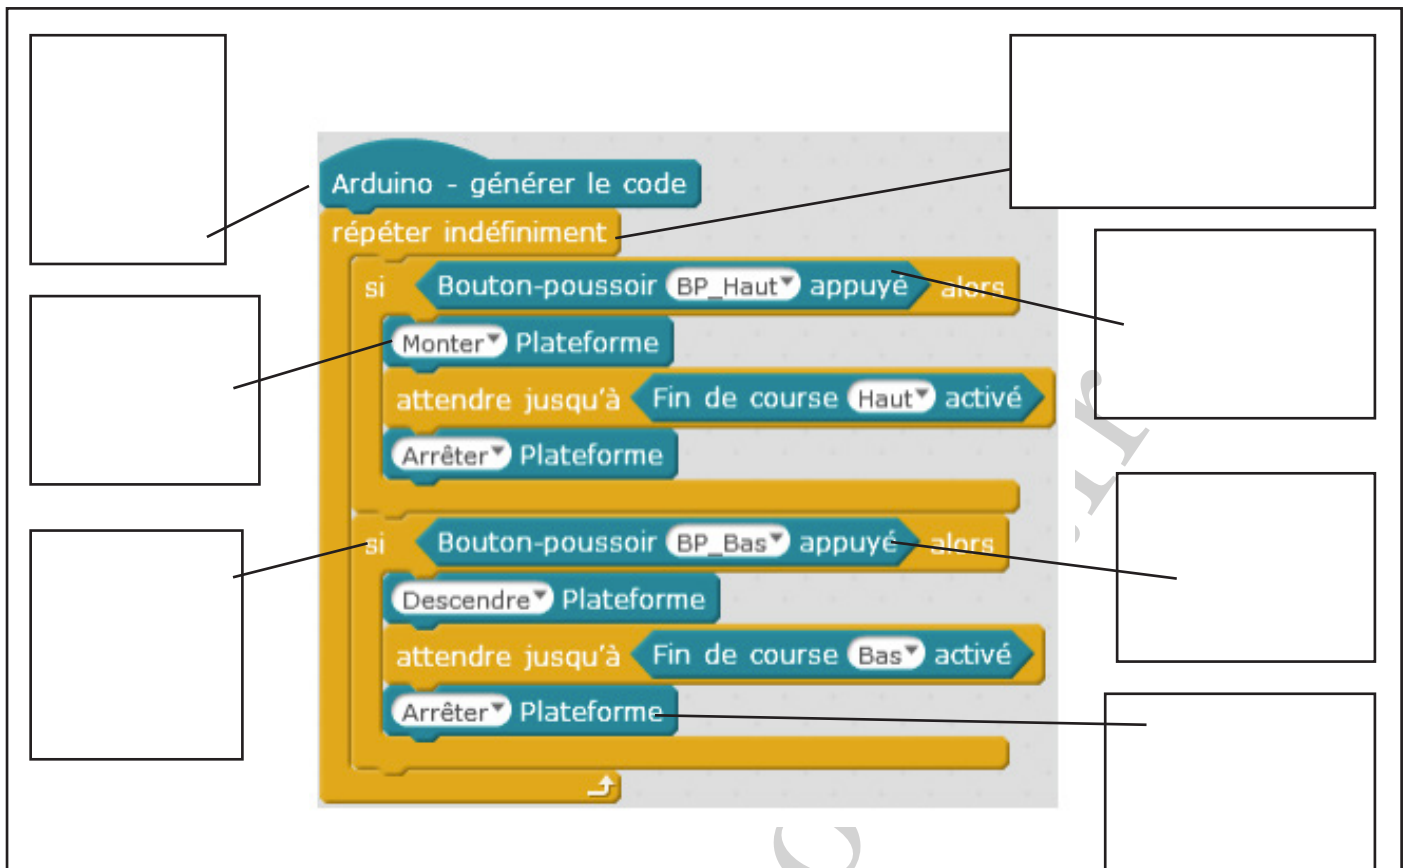 Arduino - générer le code
répéter indéfiniment
si Bouton-poussoir BP_Haut appuyé alors
Monter Plateforme
attendre jusqu'à Fin de course Haut activé
Arrêter Plateforme
si Bouton-poussoir BP_Bas appuyé alors
Descendre Plateforme
attendre jusqu'à Fin de course Bas activé
Arrêter Plateforme